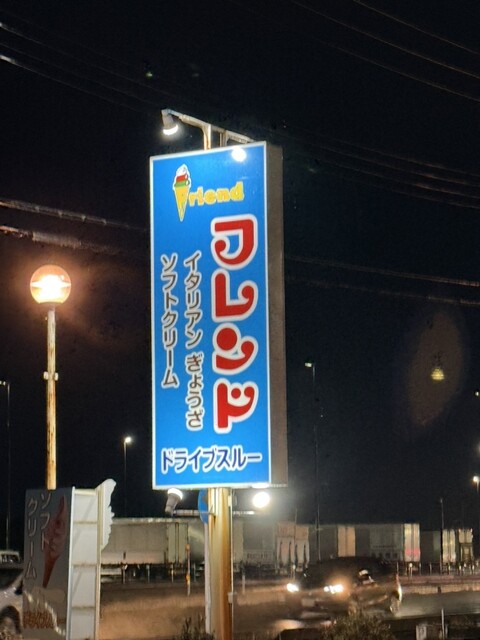 Friend
フレンド
イタリアン ぎょうざ
ソフトクリーム
ドライブスルー
ソフト
クリーム